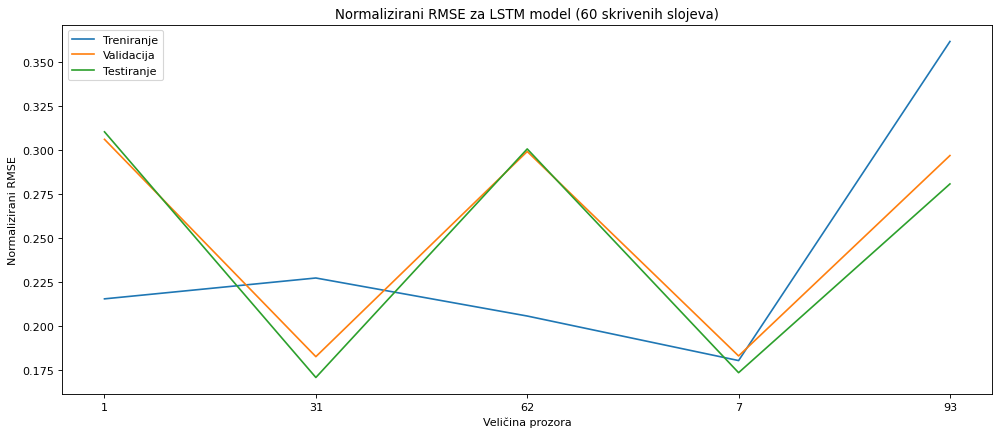 Normalizirani RMSE za LSTM model (60 skrivenih slojeva)
Treniranje
Validacija
Testiranje
Normalizirani RMSE
0.350
0.325
0.300
0.275
0.250
0.225
0.200
0.175
1 31 62 7 93
Veličina prozora